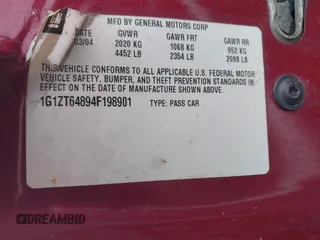 MFD BY GENERAL MOTORS CORP
DATE GVWR GAWR FRT GAWR RR
03/04 2020 KG 1068 KG 952 KG
4452 LB 2354 LB 2098 LB
THIS VEHICLE CONFORMS TO ALL APPLICABLE U.S. FEDERAL MOTOR
VEHICLE SAFETY, BUMPER, AND THEFT PREVENTION STANDARDS
IN EFFECT ON THE DATE OF MANUFACTURE SHOWN ABOVE.
1G1ZT64894F198901 TYPE: PASS CAR
DREAMBID